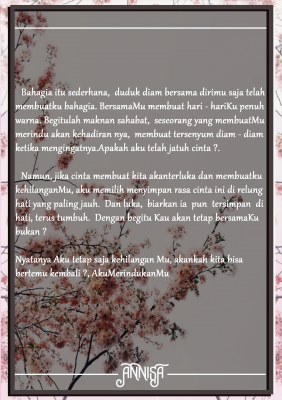 Bahagia itu sederhana, duduk diam bersama dirimu saja telah
membuatku bahagia. BersamaMu membuat hari - hariKu penuh
warna. Begitulah maknan sahabat, seseorang yang membuatMu
merindu akan kehadiran nya, membuat tersenyum diam - diam
ketika mengingatnya.Apakah aku telah jatuh cinta ?.
Namun, jika cinta membuat kita akanterluka dan membuatku
kehilanganMu, aku memilih menyimpan rasa cinta ini di relung
hati yang paling jauh. Dan luka, biarkan ia pun tersimpan di
hati, terus tumbuh. Dengan begitu Kau akan tetap bersamaKu
bukan ?
Nyatanya Aku tetap saja kehilangan Mu, akankah kita bisa
bertemu kembali ?, AkuMerindukanMu
ANNISA